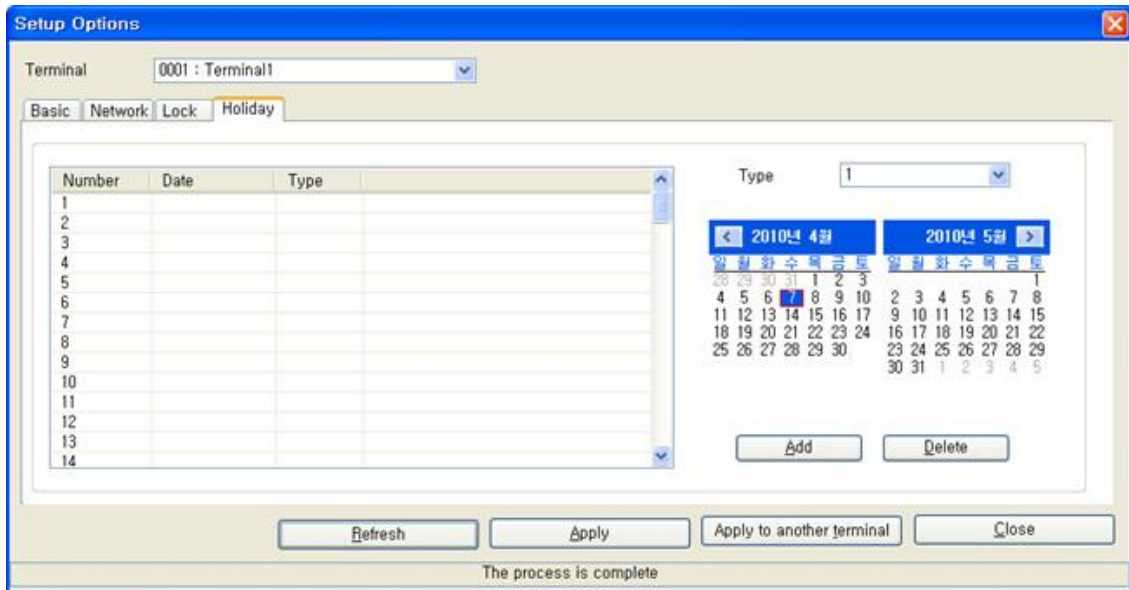 Setup Options
Terminal 0001 : Terminal1
Basic Network Lock Holiday
Number Date Type
1
2
3
4
5
6
7
8
9
10
11
12
13
14
Type 1
< 2010년 4월 2010년 5월 >
일 월 화 수 목 금 토 일 월 화 수 목 금 토
28 29 30 31 1 2 3 1
4 5 6 7 8 9 10 2 3 4 5 6 7 8
11 12 13 14 15 16 17 9 10 11 12 13 14 15
18 19 20 21 22 23 24 16 17 18 19 20 21 22
25 26 27 28 29 30 23 24 25 26 27 28 29
30 31 1 2 3 4 5
Add Delete
Refresh Apply Apply to another terminal Close
The process is complete